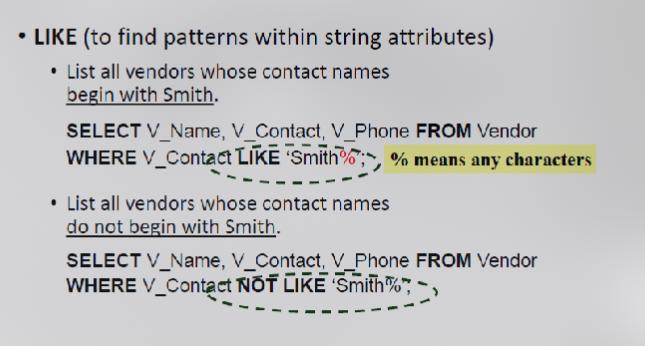 • LIKE (to find patterns within string attributes)
• List all vendors whose contact names
begin with Smith.
SELECT V_Name, V_Contact, V_Phone FROM Vendor
WHERE V_Contact LIKE ‘Smith%’;
% means any characters
• List all vendors whose contact names
do not begin with Smith.
SELECT V_Name, V_Contact, V_Phone FROM Vendor
WHERE V_Contact NOT LIKE ‘Smith%’;